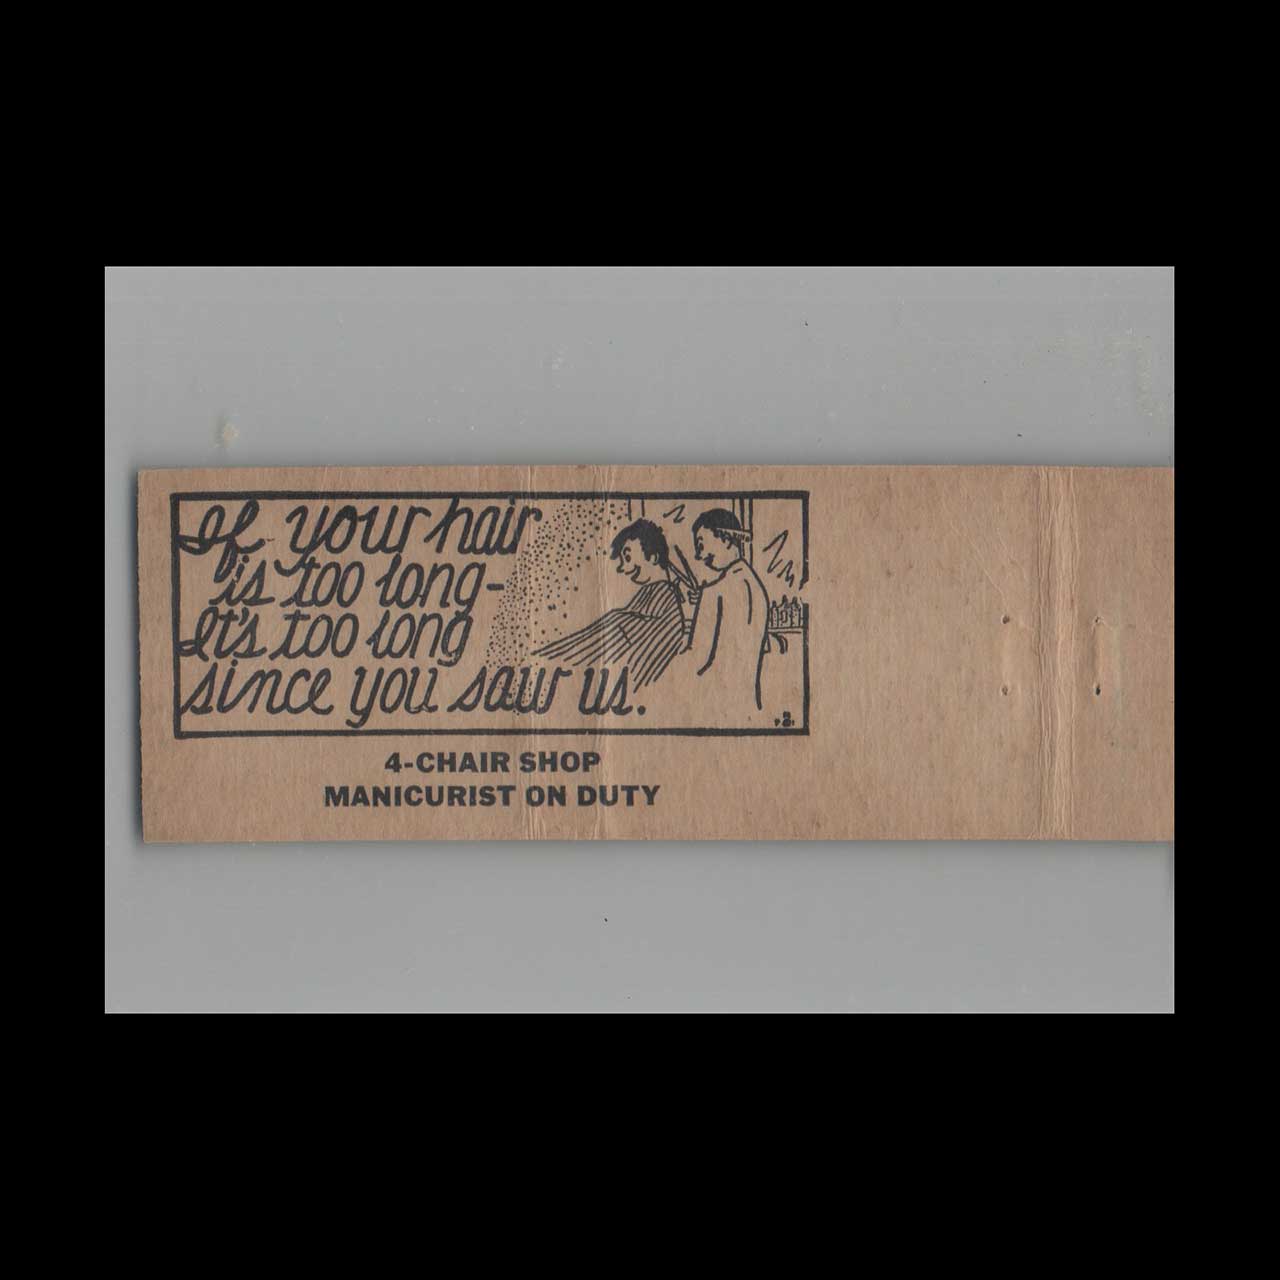 If your hair
is too long-
It's too long
since you saw us.
4-CHAIR SHOP
MANICURIST ON DUTY